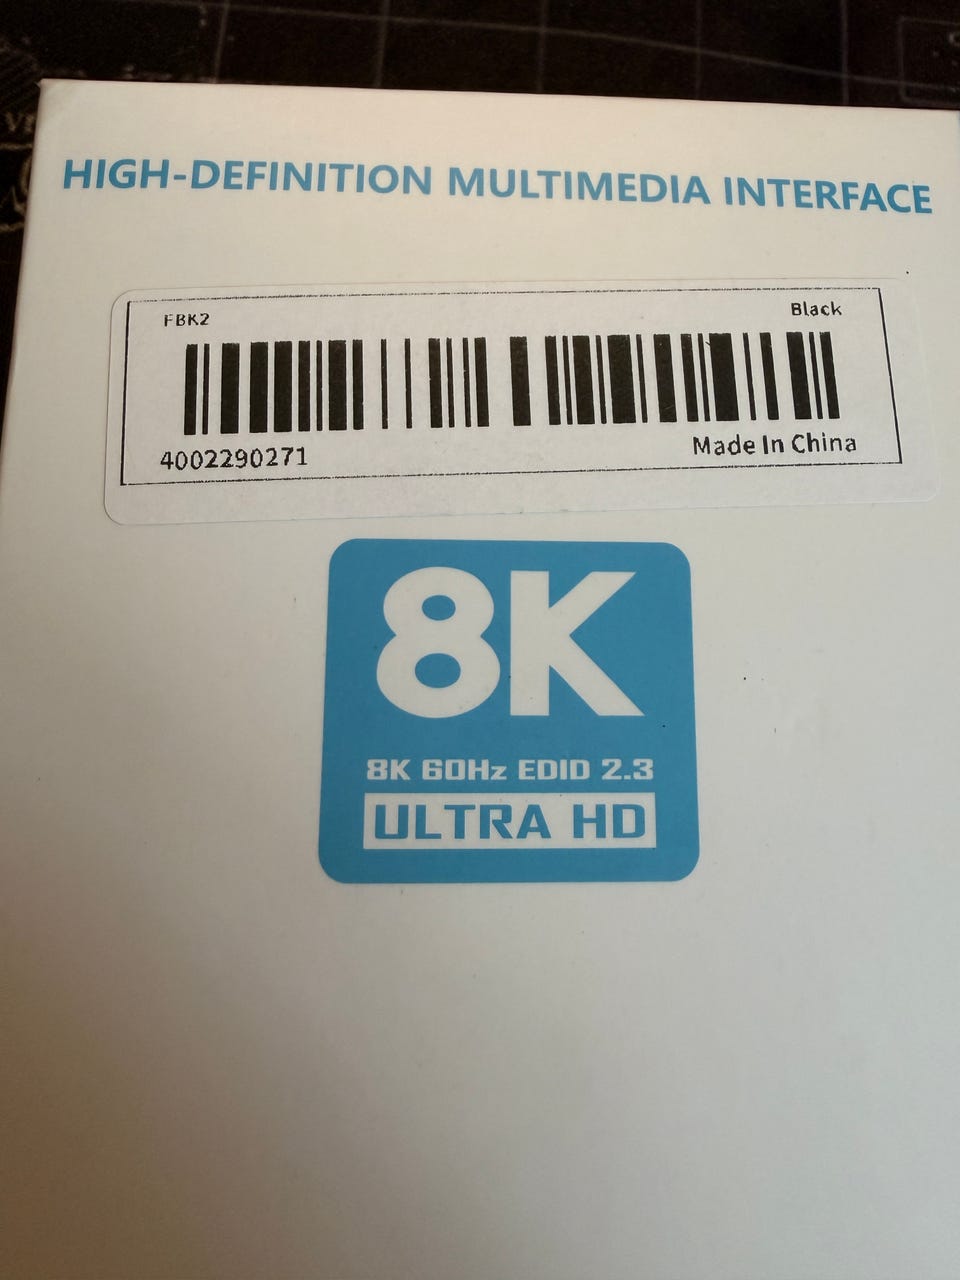 HIGH-DEFINITION MULTIMEDIA INTERFACE
FBK2
Black
4002290271
Made In China
8K
8K 60Hz EDID 2.3
ULTRA HD